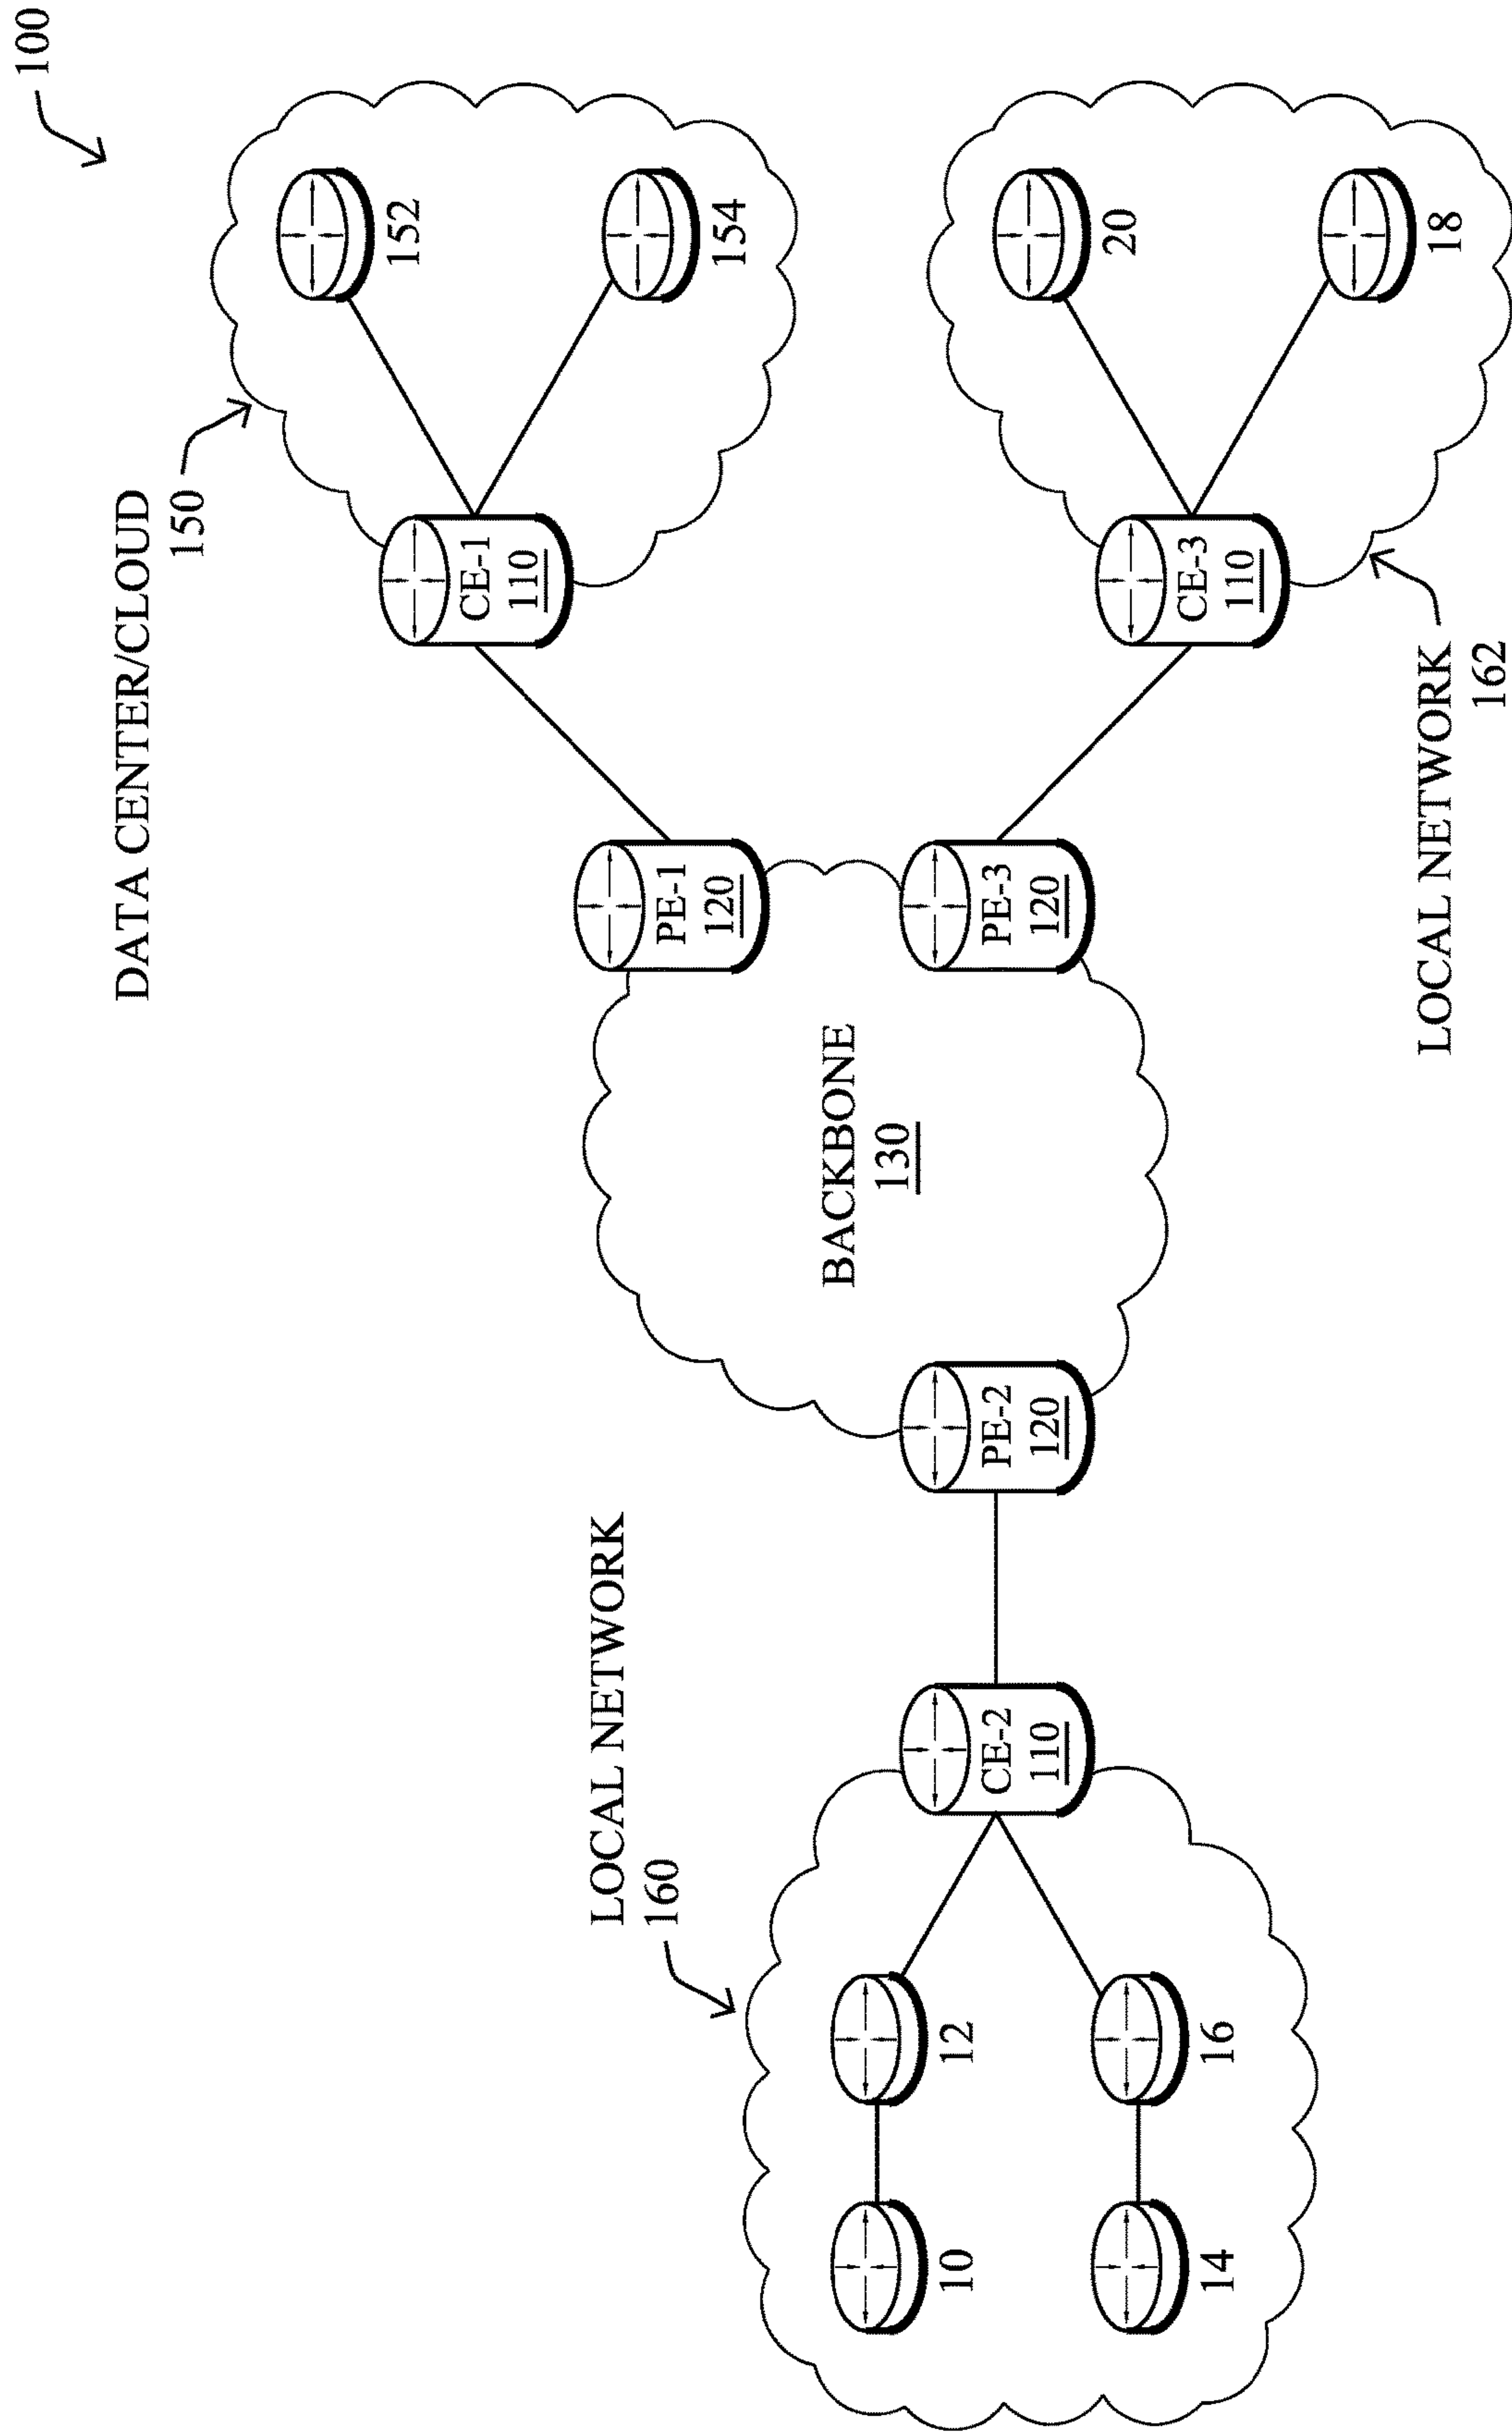 100
DATA CENTER/CLOUD
150
152
154
CE-1
110
PE-1
120
LOCAL NETWORK
160
BACKBONE
130
10
12
14
16
CE-2
110
PE-2
120
PE-3
120
CE-3
110
20
18
LOCAL NETWORK
162